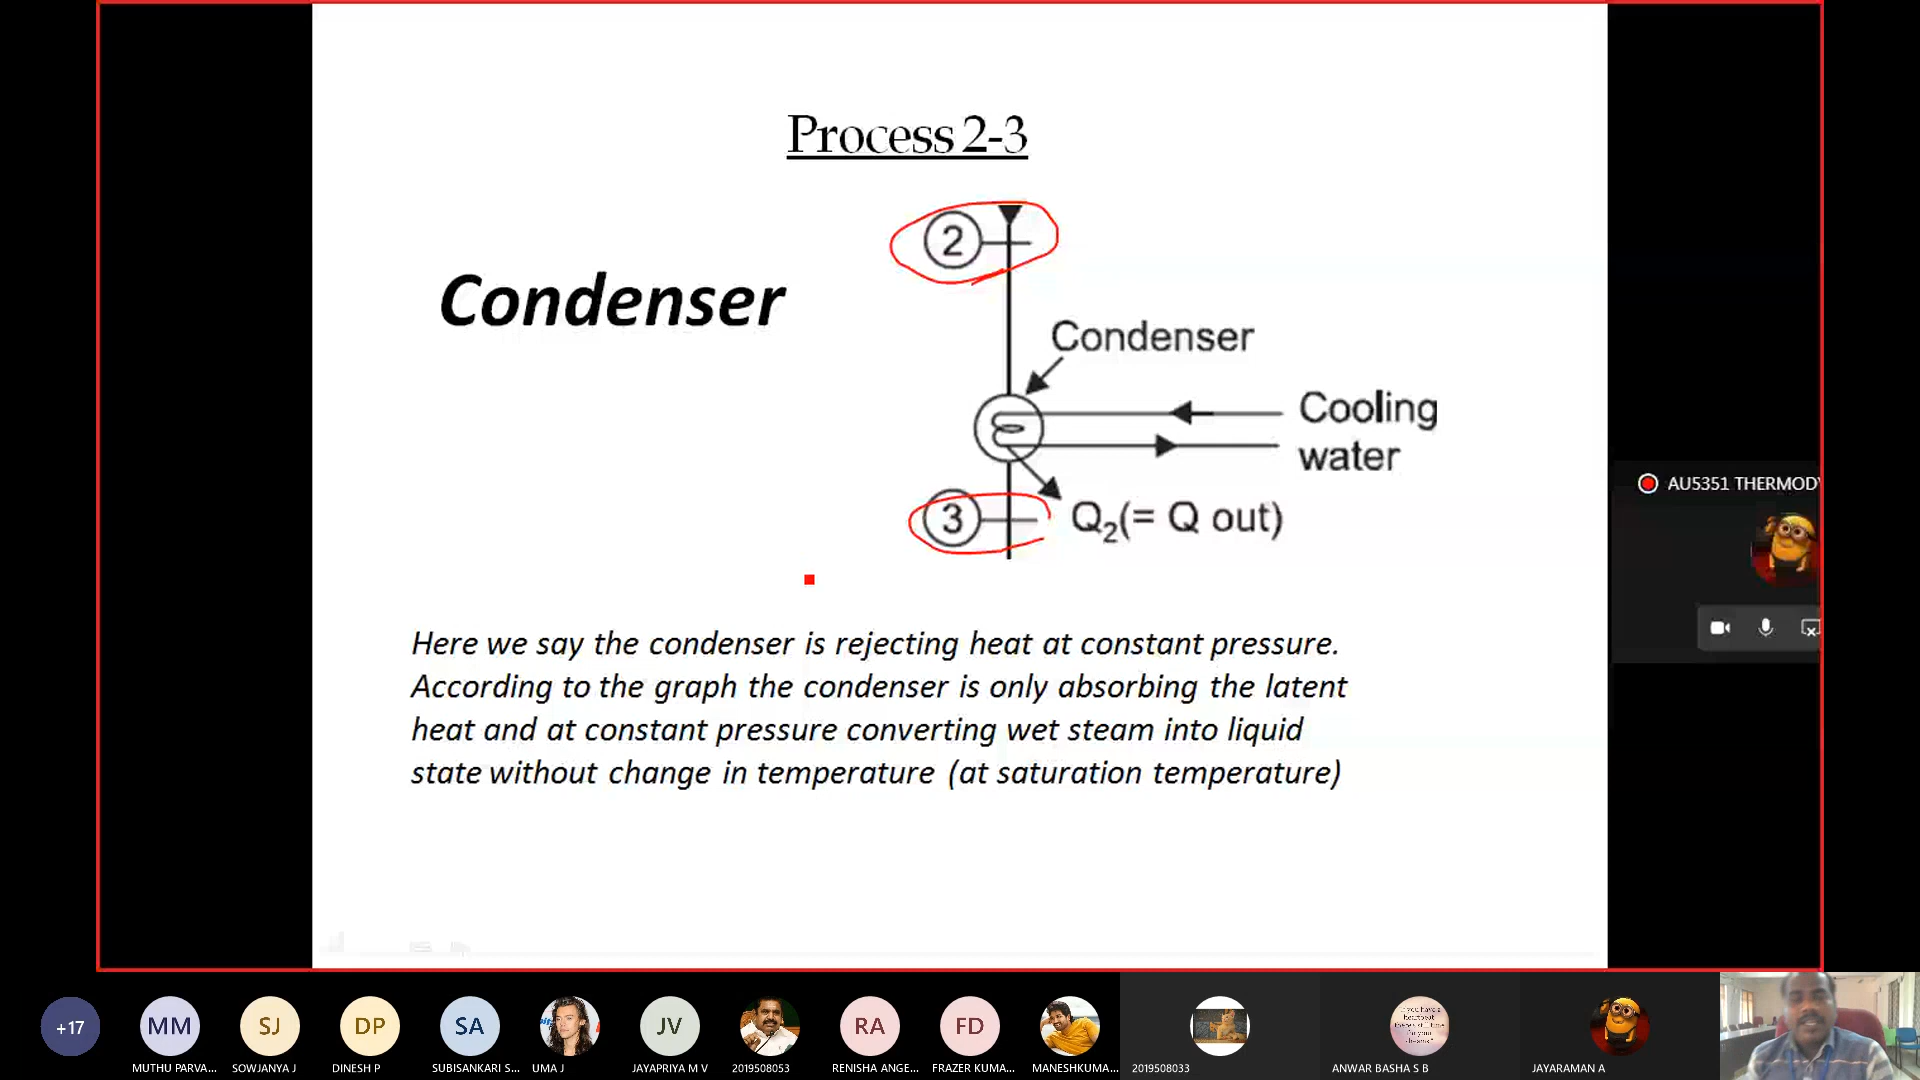 Process 2-3
2
Condenser
Condenser
Cooling
water
3
Q2(= Q out)
AU5351 THERMODY
Here we say the condenser is rejecting heat at constant pressure.
According to the graph the condenser is only absorbing the latent
heat and at constant pressure converting wet steam into liquid
state without change in temperature (at saturation temperature)
+17
MM
SJ
DP
SA
JV
RA
FD
MUTHU PARVA...
SOWJANYA J
DINESH P
SUBISANKARI S...
UMA J
JAYAPRIYA M V
2019508053
RENISHA ANGE...
FRAZER KUMA...
MANESHKUMA...
2019508033
ANWAR BASHA S B
JAYARAMAN A